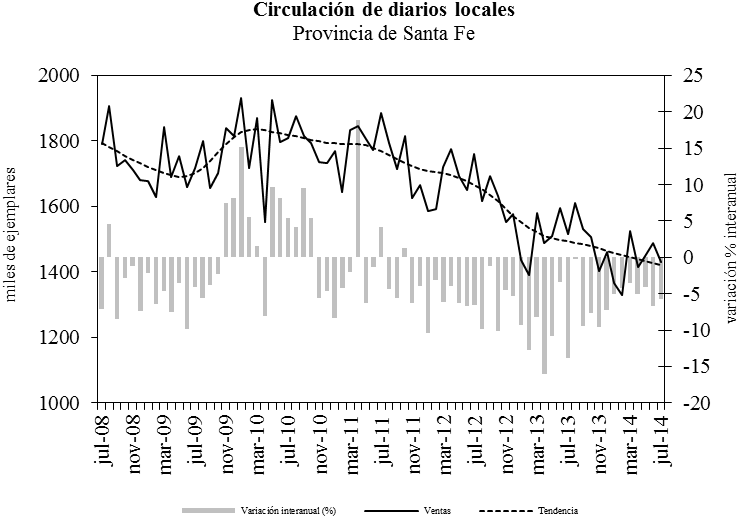 Circulación de diarios locales
Provincia de Santa Fe
miles de ejemplares
2000
1800
1600
1400
1200
1000
variación % interanual
25
20
15
10
5
0
-5
-10
-15
-20
jul-08
nov-08
mar-09
jul-09
nov-09
mar-10
jul-10
nov-10
mar-11
jul-11
nov-11
mar-12
jul-12
nov-12
mar-13
jul-13
nov-13
mar-14
jul-14
Variación interanual (%)
Ventas
Tendencia